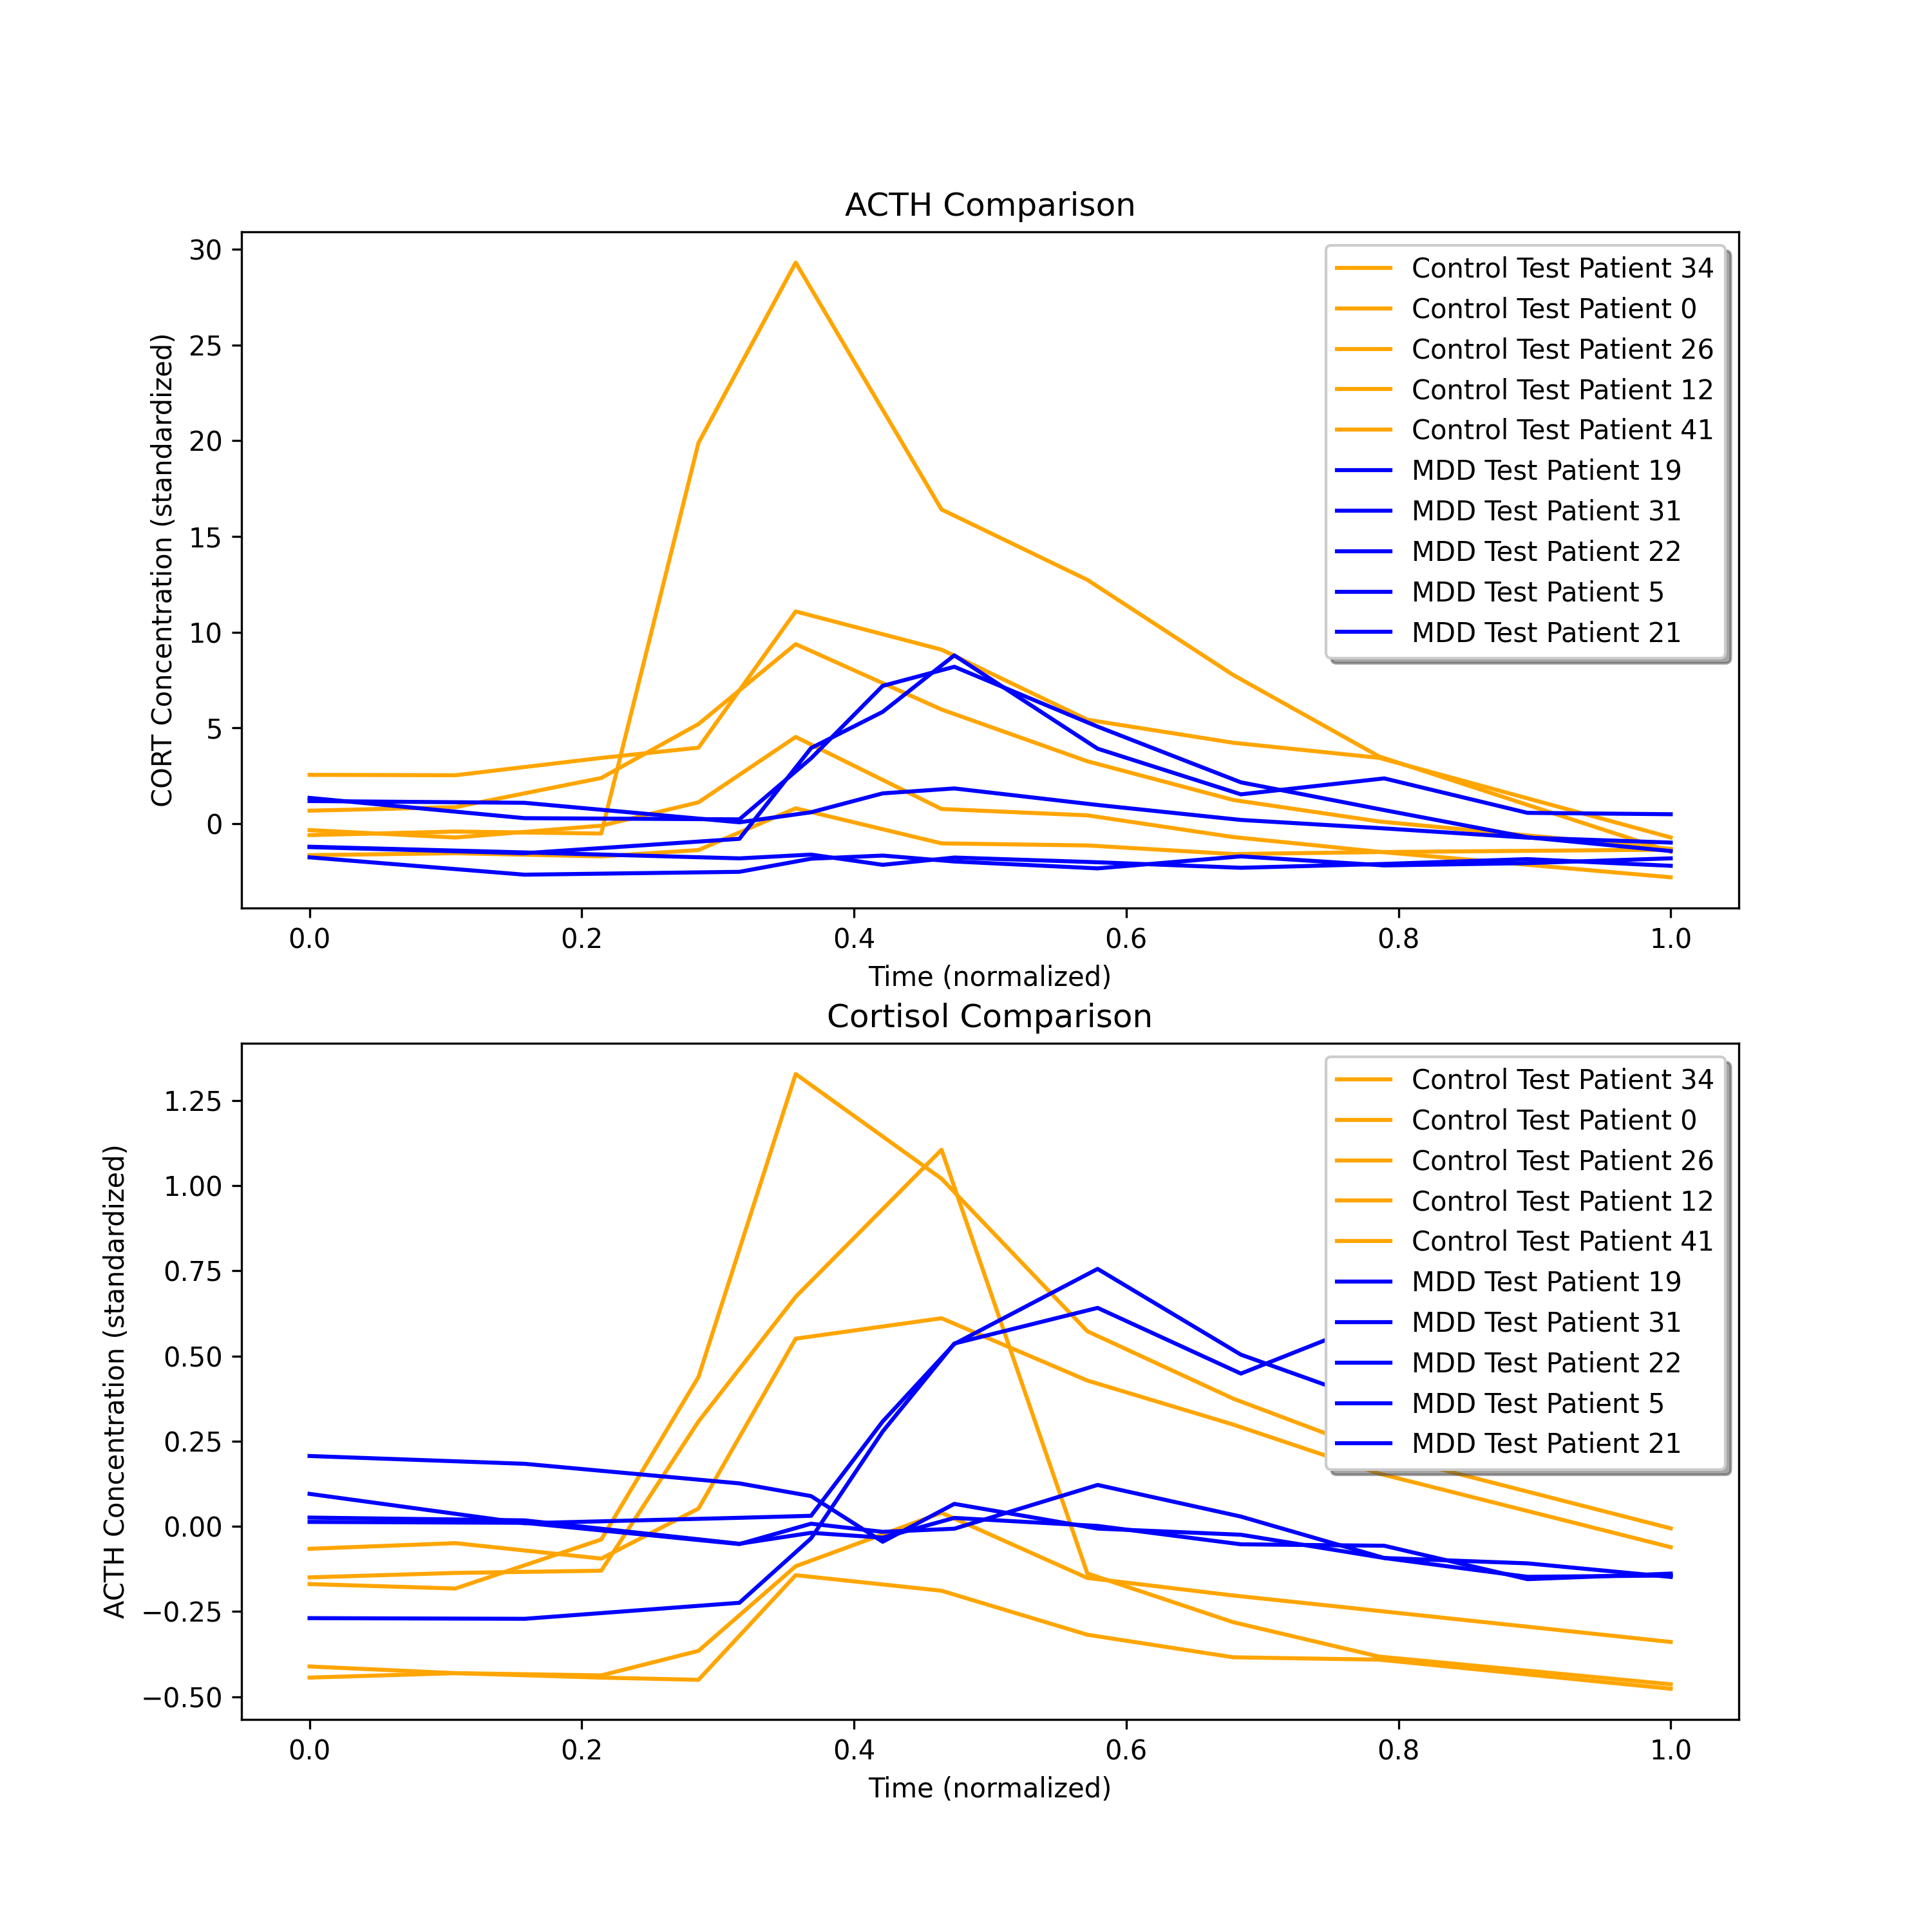 ACTH Comparison
CORT Concentration (standardized)
30
25
20
15
10
5
0
Control Test Patient 34
Control Test Patient 0
Control Test Patient 26
Control Test Patient 12
Control Test Patient 41
MDD Test Patient 19
MDD Test Patient 31
MDD Test Patient 22
MDD Test Patient 5
MDD Test Patient 21
0.0 0.2 0.4 0.6 0.8 1.0
Time (normalized)
Cortisol Comparison
ACTH Concentration (standardized)
1.25
1.00
0.75
0.50
0.25
0.00
−0.25
−0.50
Control Test Patient 34
Control Test Patient 0
Control Test Patient 26
Control Test Patient 12
Control Test Patient 41
MDD Test Patient 19
MDD Test Patient 31
MDD Test Patient 22
MDD Test Patient 5
MDD Test Patient 21
0.0 0.2 0.4 0.6 0.8 1.0
Time (normalized)